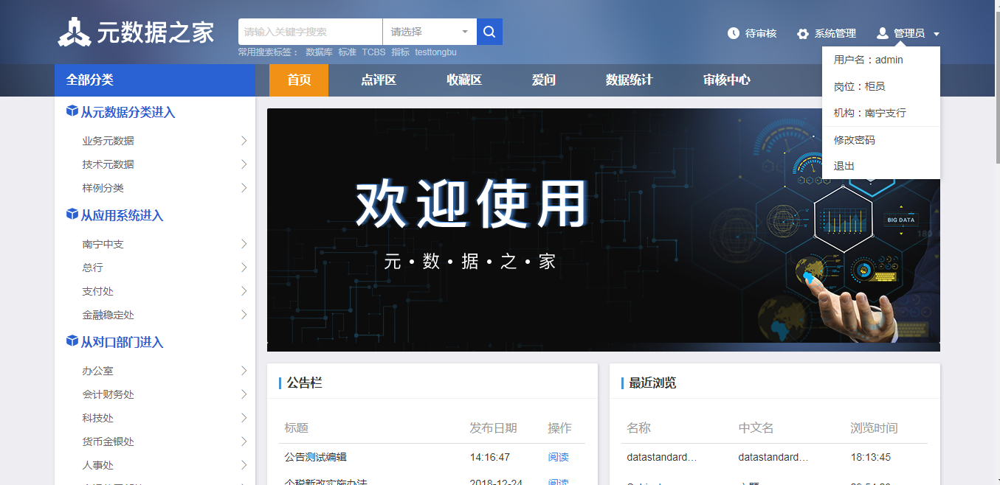 元数据之家
请输入关键字搜索 请选择
常用搜索标签： 数据库 标准 TCBS 指标 testtongbu
待审核 系统管理 管理员
用户名：admin
岗位：柜员
机构：南宁支行
修改密码
退出
全部分类 首页 点评区 收藏区 爱问 数据统计 审核中心
从元数据分类进入
业务元数据
技术元数据
样例分类
从应用系统进入
南宁中支
总行
支付处
金融稳定处
从对口部门进入
办公室
会计财务处
科技处
货币金银处
人事处
欢迎使用
元•数•据•之•家
BIG DATA
180
公告栏
标题 发布日期 操作
公告测试编辑 14:16:47 阅读
个税新改实施办法 2018-12-24 阅读
最近浏览
名称 中文名 浏览时间
datastandard… datastandard… 18:13:45